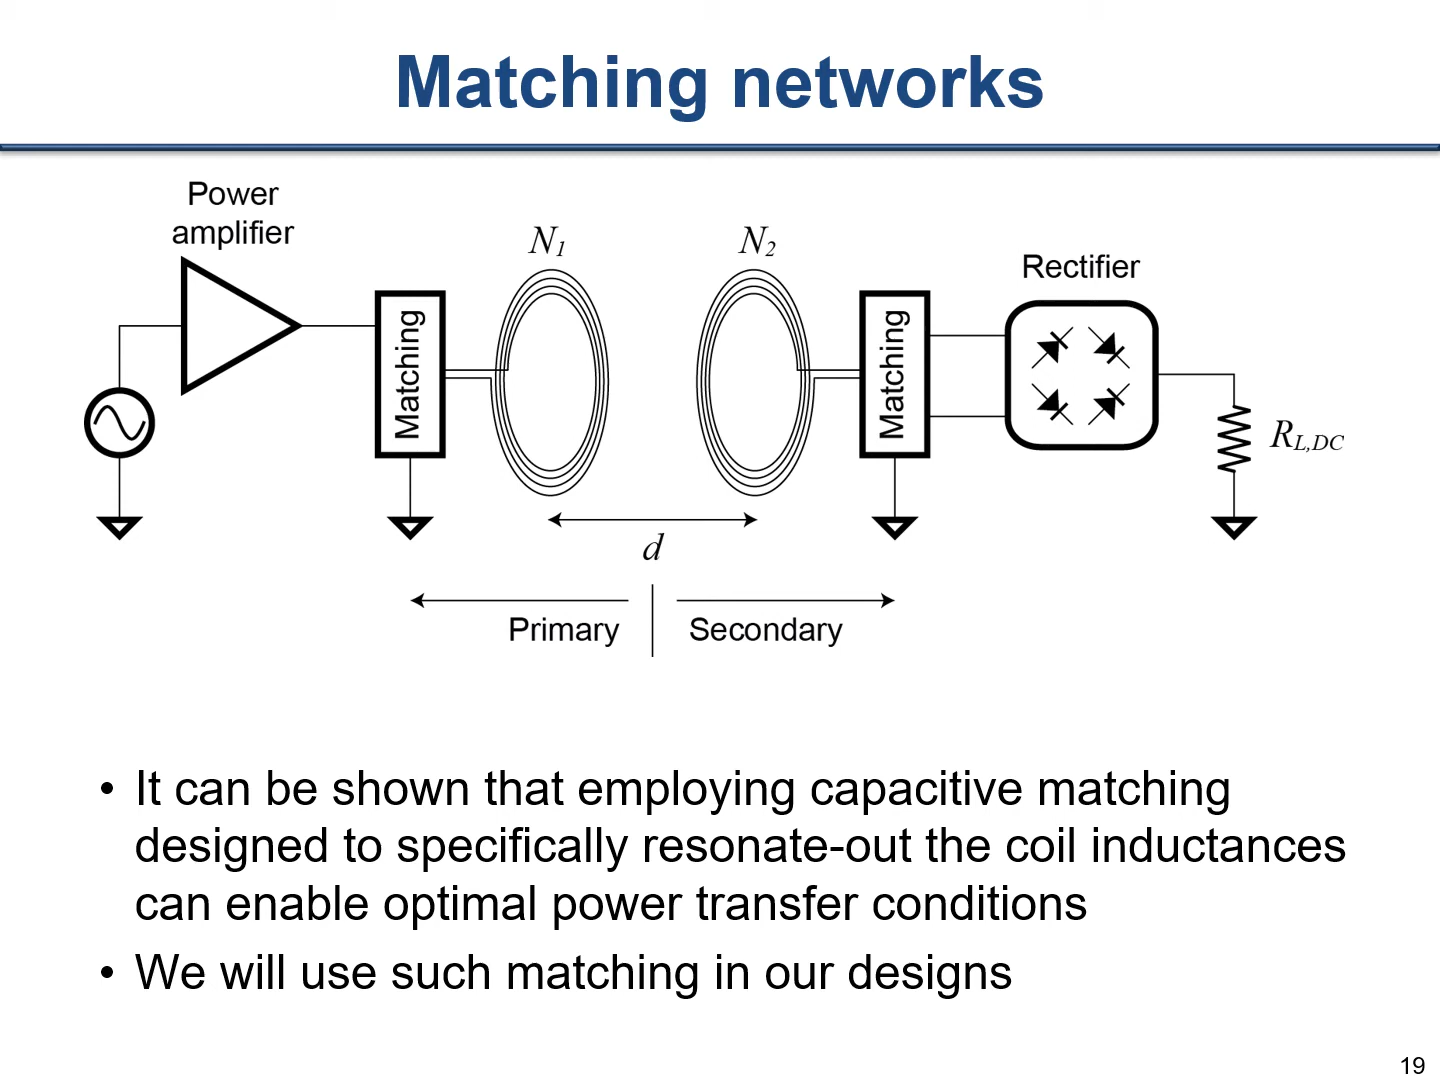 Matching networks
Power
amplifier
N1
N2
Rectifier
Matching
Matching
RL,DC
d
Primary
Secondary
• It can be shown that employing capacitive matching
designed to specifically resonate-out the coil inductances
can enable optimal power transfer conditions
• We will use such matching in our designs
19